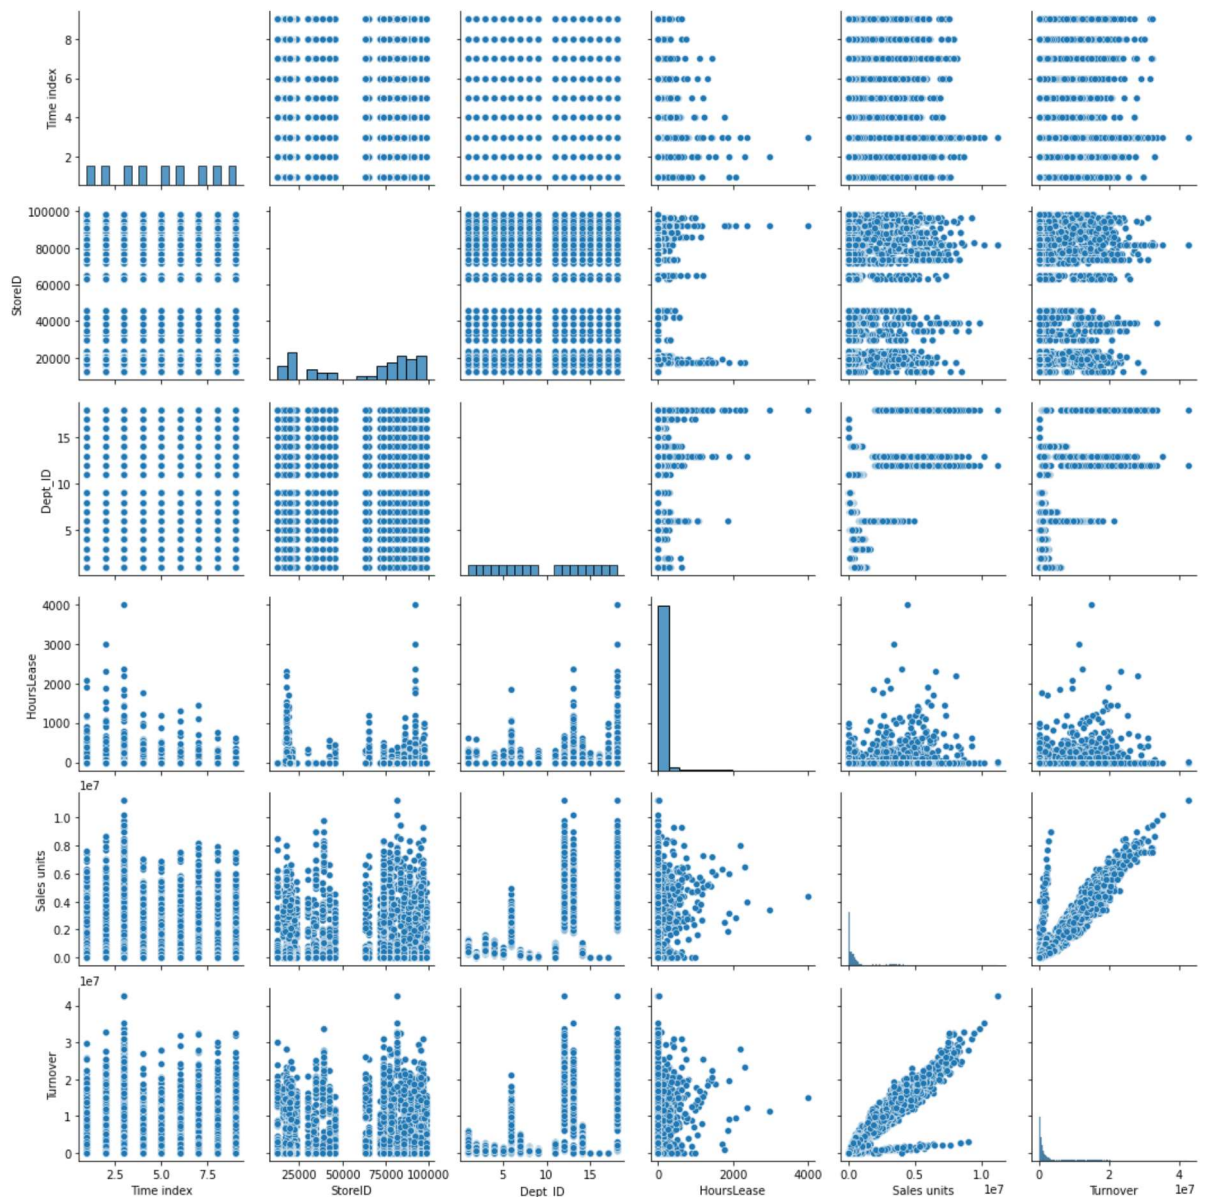 8
6
4
2
Time index
100000
80000
60000
40000
20000
StoreID
15
10
5
Dept_ID
4000
3000
2000
1000
0
HoursLease
1e7
1.0
0.8
0.6
0.4
0.2
0.0
Sales units
1e7
4
3
2
1
0
Turnover
2.5 5.0 7.5 25000 50000 75000 100000 5 10 15 0 2000 4000 0.0 0.5 1.0 0 2 4
1e7 1e7
Time index StoreID Dept_ID HoursLease Sales units Turnover